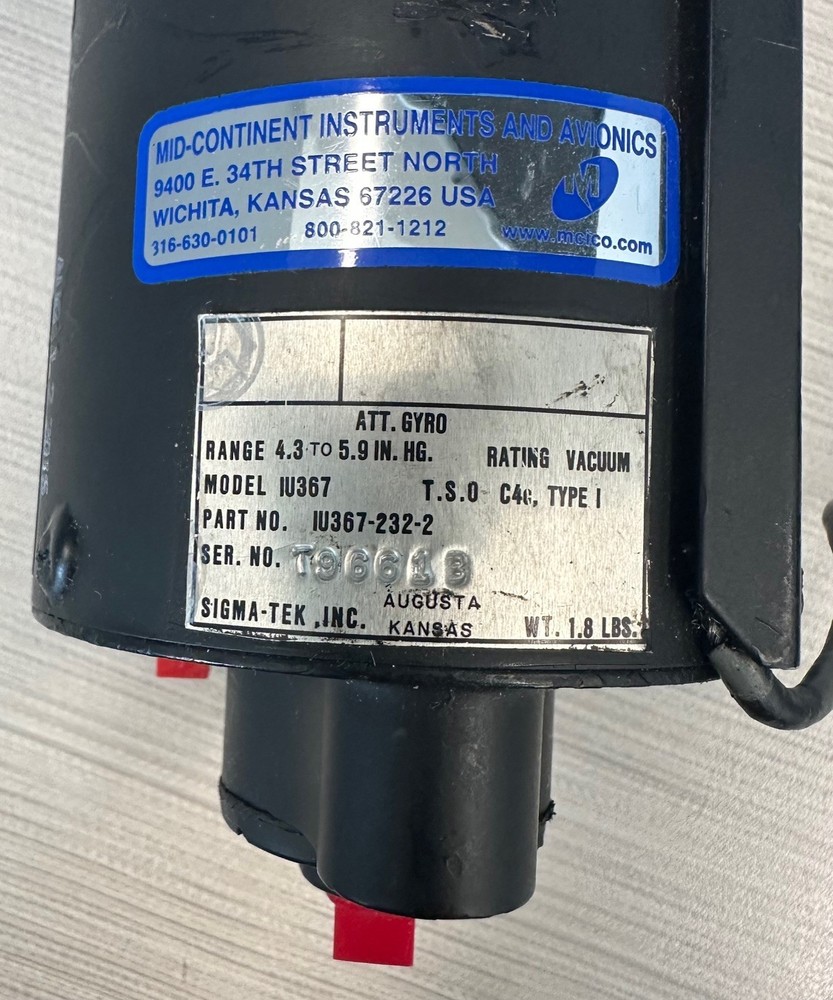 MID-CONTINENT INSTRUMENTS AND AVIONICS
9400 E. 34TH STREET NORTH
WICHITA, KANSAS 67226 USA
316-630-0101 800-821-1212 www.mcico.com
ATT. GYRO
RANGE 4.3 TO 5.9 IN. HG. RATING VACUUM
MODEL IU367 T.S.O C4c, TYPE I
PART NO. IU367-232-2
SER. NO. T96613
SIGMA-TEK, INC. AUGUSTA KANSAS WT. 1.8 LBS.